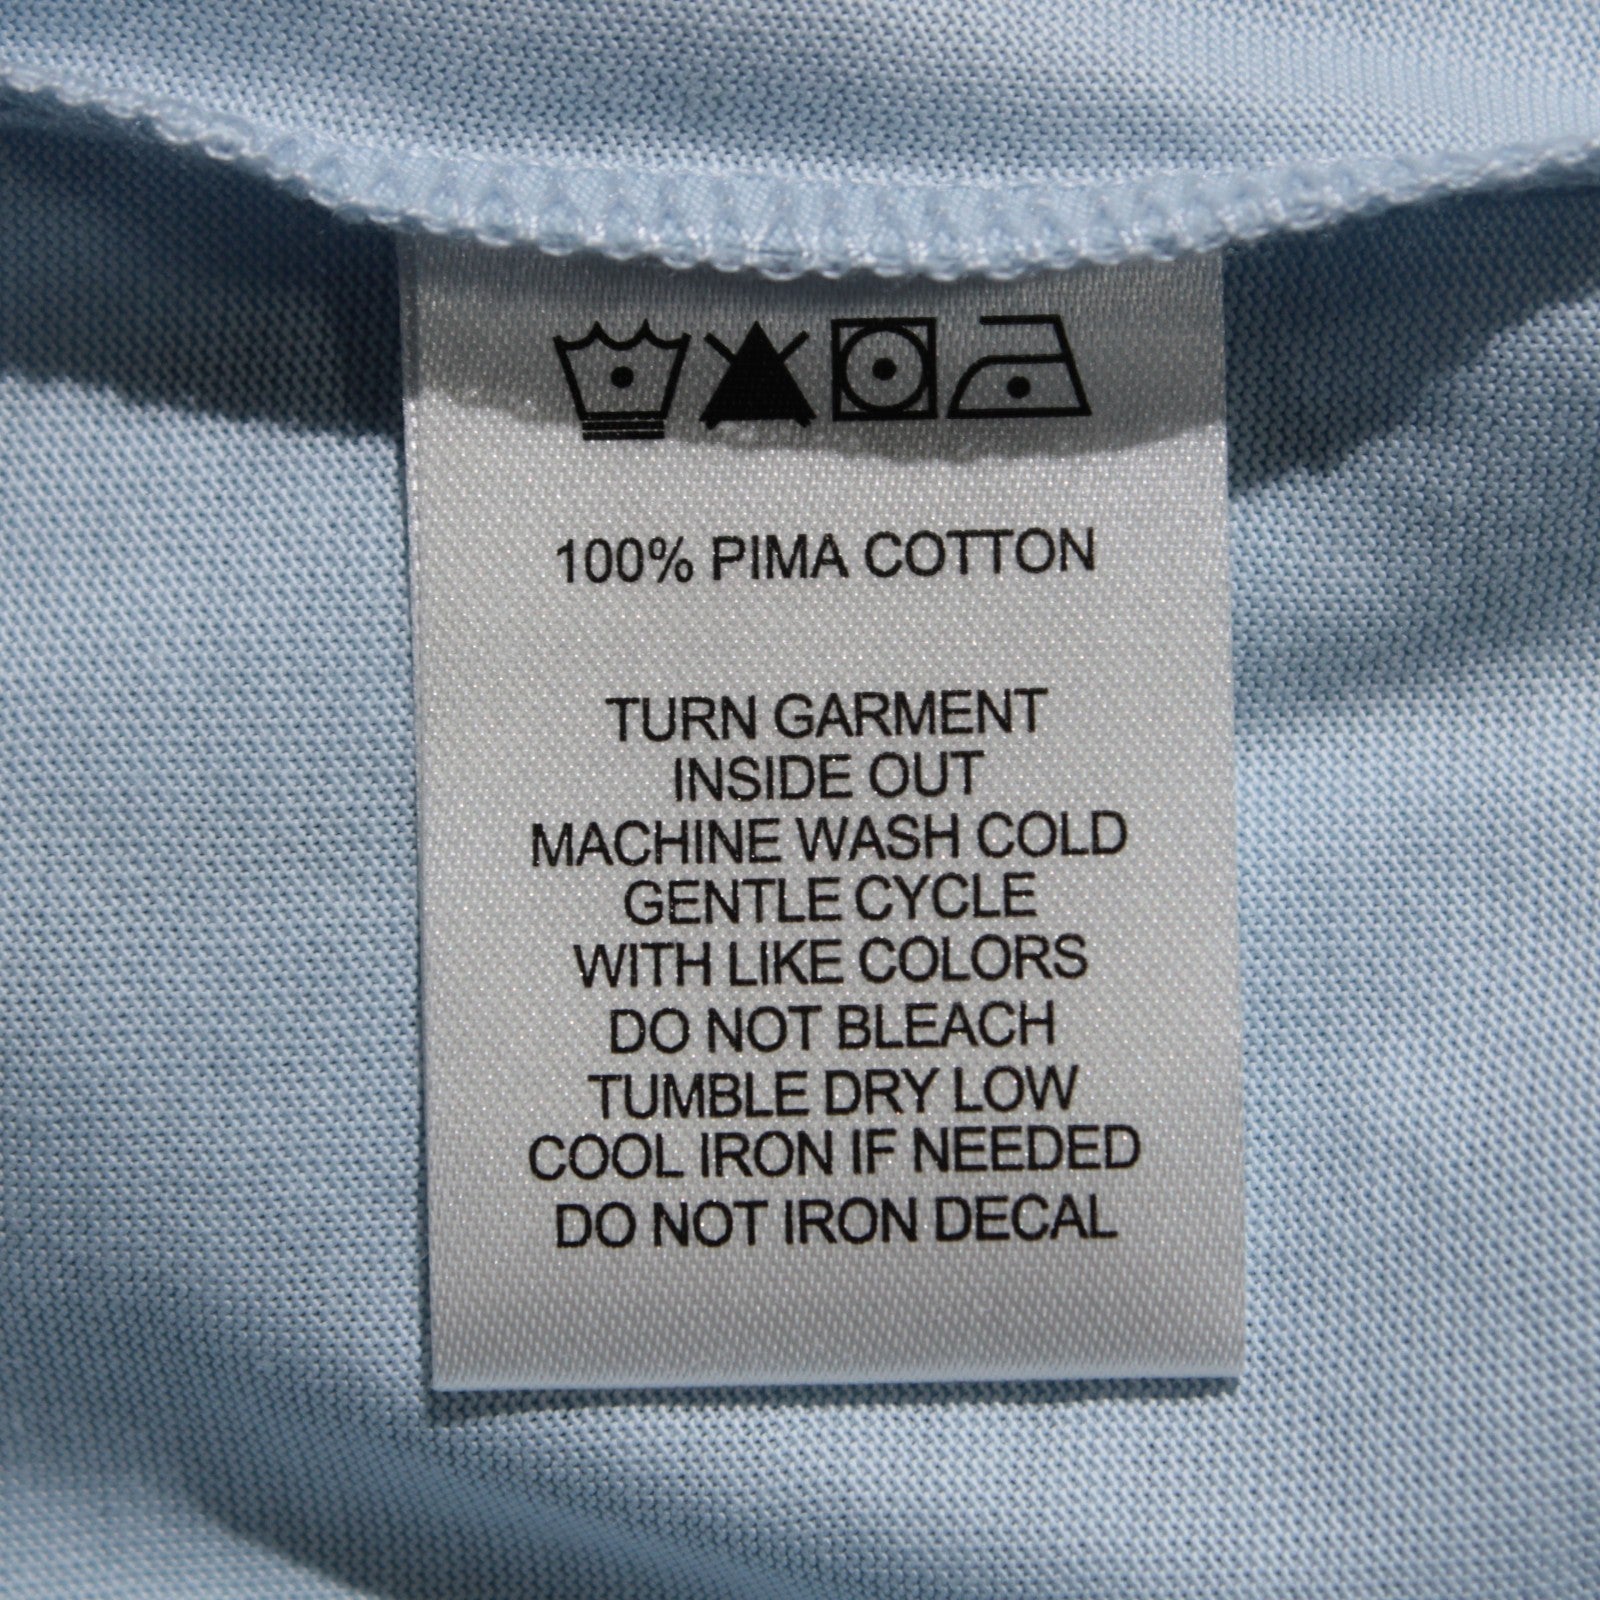 100% PIMA COTTON
TURN GARMENT
INSIDE OUT
MACHINE WASH COLD
GENTLE CYCLE
WITH LIKE COLORS
DO NOT BLEACH
TUMBLE DRY LOW
COOL IRON IF NEEDED
DO NOT IRON DECAL